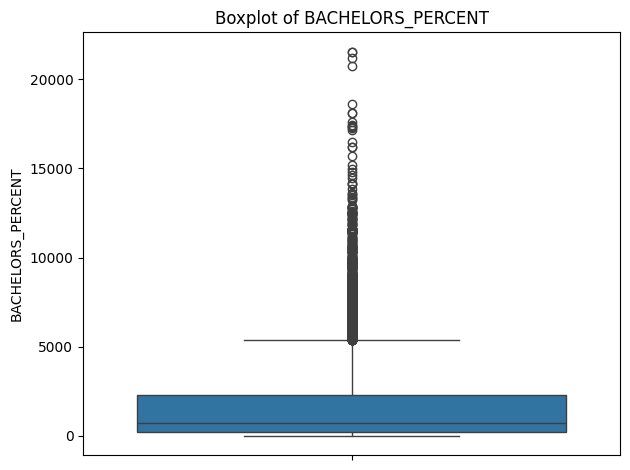 Boxplot of BACHELORS_PERCENT
20000
15000
10000
5000
0
BACHELORS_PERCENT